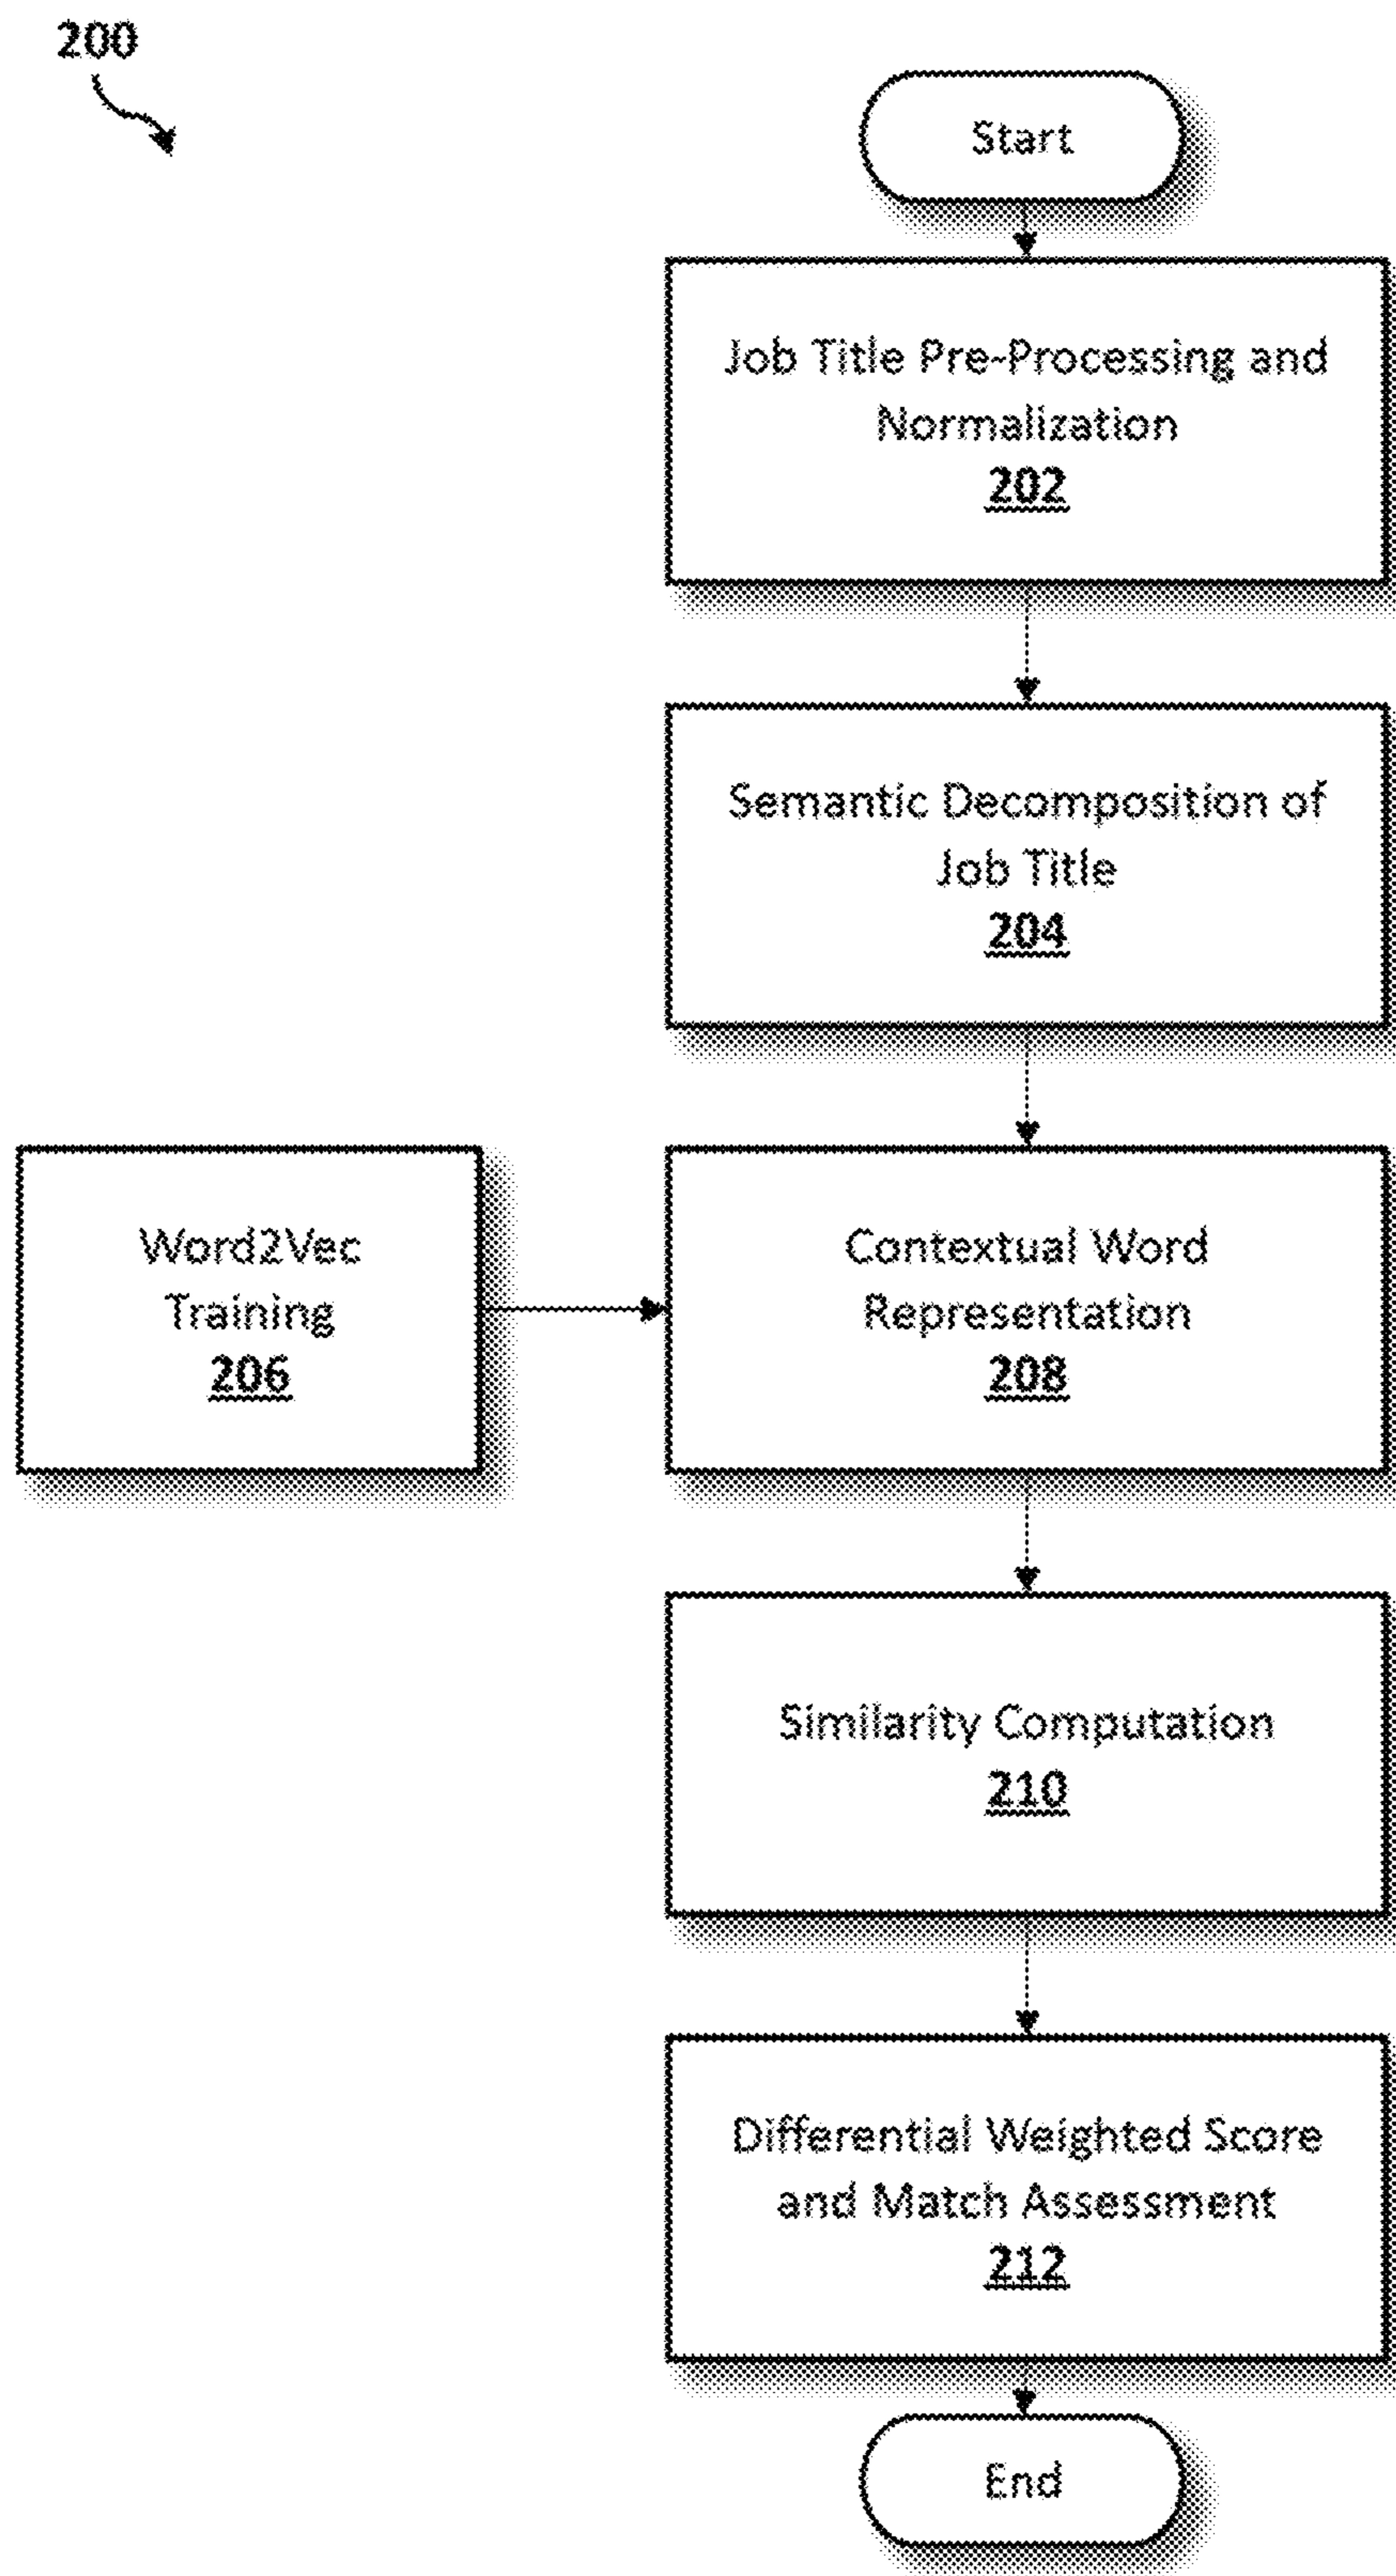 200
Start
Job Title Pre-Processing and
Normalization
202
Semantic Decomposition of
Job Title
204
Word2Vec
Training
206
Contextual Word
Representation
208
Similarity Computation
210
Differential Weighted Score
and Match Assessment
212
End